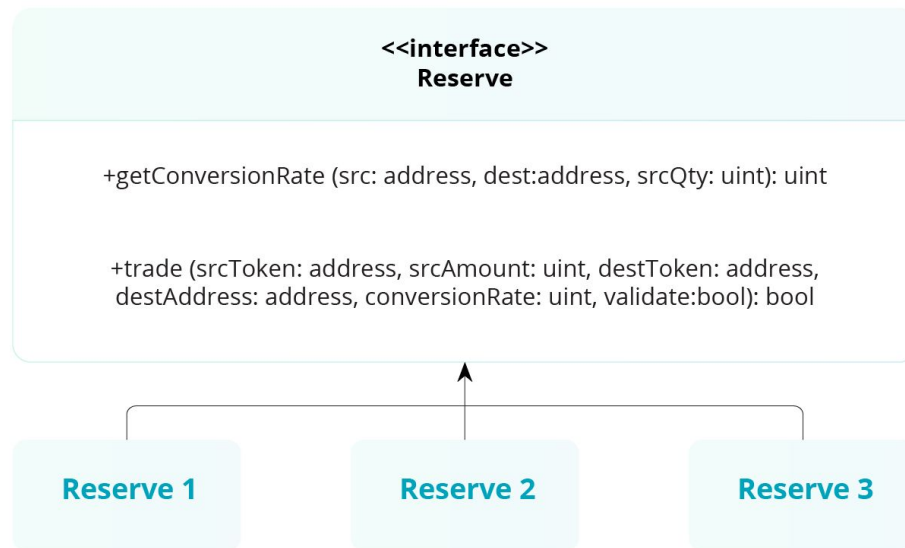 <<interface>>
Reserve
+getConversionRate (src: address, dest:address, srcQty: uint): uint
+trade (srcToken: address, srcAmount: uint, destToken: address,
destAddress: address, conversionRate: uint, validate:bool): bool
Reserve 1
Reserve 2
Reserve 3